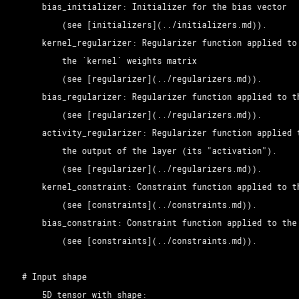 bias_initializer: Initializer for the bias vector
(see [initializers](../initializers.md)).
kernel_regularizer: Regularizer function applied to
the `kernel` weights matrix
(see [regularizer](../regularizers.md)).
bias_regularizer: Regularizer function applied to th
(see [regularizer](../regularizers.md)).
activity_regularizer: Regularizer function applied t
the output of the layer (its "activation").
(see [regularizer](../regularizers.md)).
kernel_constraint: Constraint function applied to th
(see [constraints](../constraints.md)).
bias_constraint: Constraint function applied to the
(see [constraints](../constraints.md)).
# Input shape
5D tensor with shape: